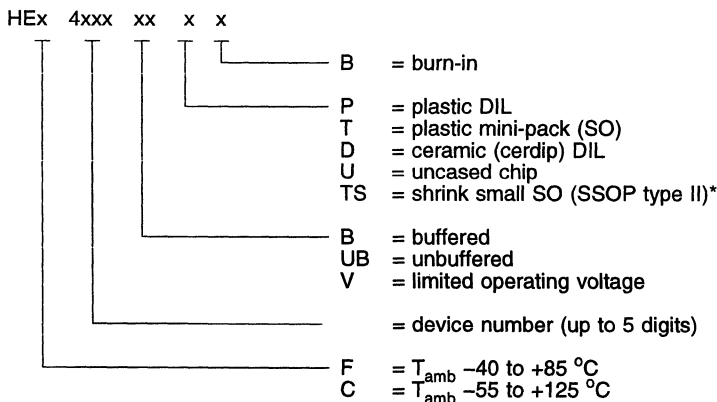 HEx 4xxx xx x x
B = burn-in
P = plastic DIL
T = plastic mini-pack (SO)
D = ceramic (cerdip) DIL
U = uncased chip
TS = shrink small SO (SSOP type II)*
B = buffered
UB = unbuffered
V = limited operating voltage
= device number (up to 5 digits)
F = Tamb –40 to +85 °C
C = Tamb –55 to +125 °C